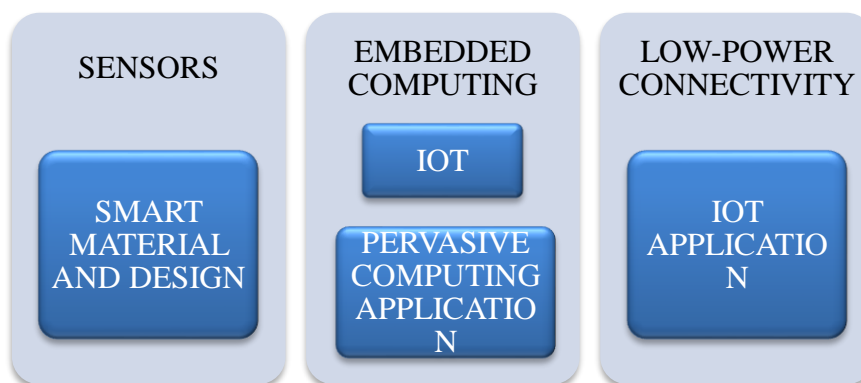 SENSORS
SMART
MATERIAL
AND DESIGN
EMBEDDED
COMPUTING
IOT
PERVASIVE
COMPUTING
APPLICATIO
N
LOW-POWER
CONNECTIVITY
IOT
APPLICATIO
N